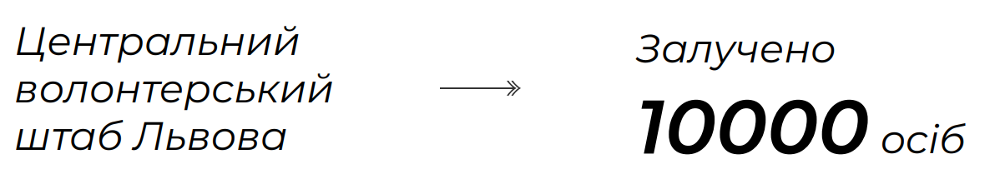 Центральний
волонтерський
штаб Львова
Залучено
10000 осіб